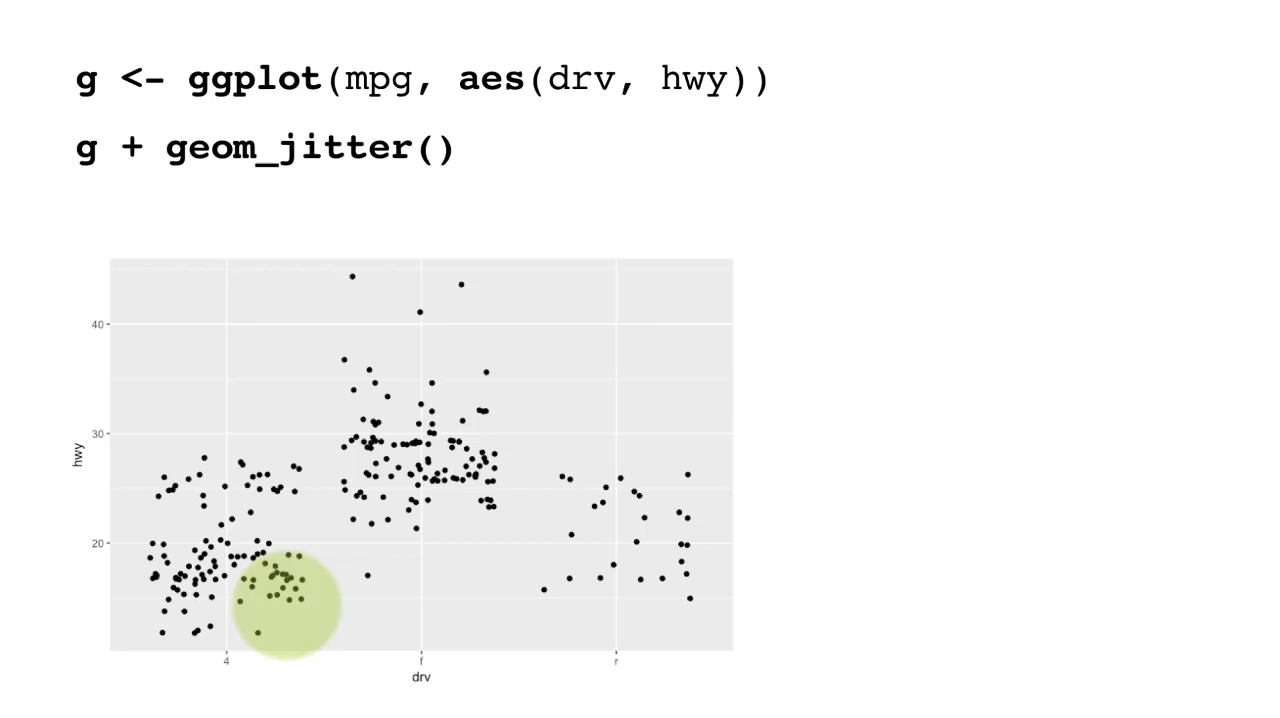 g <- ggplot(mpg, aes(drv, hwy))
g + geom_jitter()
40
30
20
hwy
4 f r
drv